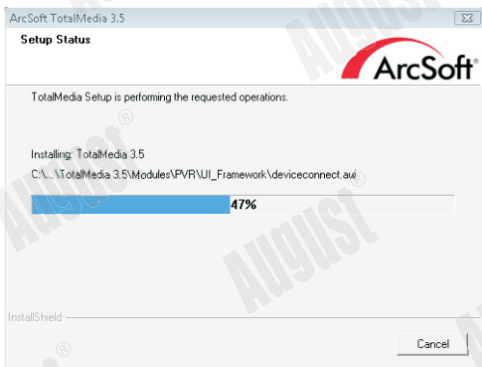 ArcSoft TotalMedia 3.5
Setup Status
ArcSoft®
TotalMedia Setup is performing the requested operations.
Installing: TotalMedia 3.5
C:\...\TotalMedia 3.5\Modules\PVR\UI_Framework\deviceconnect.awi
47%
InstallShield
Cancel
August®
August®
August®